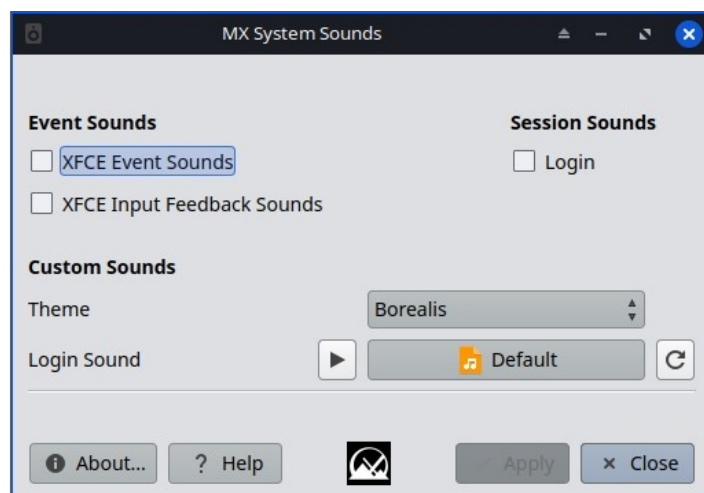 MX System Sounds
Event Sounds
Session Sounds
XFCE Event Sounds
Login
XFCE Input Feedback Sounds
Custom Sounds
Theme
Borealis
Login Sound
Default
About...
? Help
Apply
Close